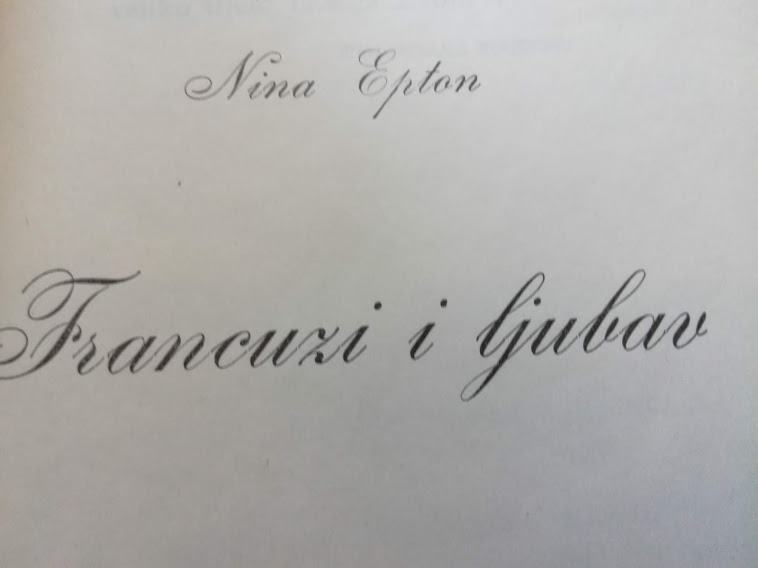 Nina Epton
Francuzi i ljubav